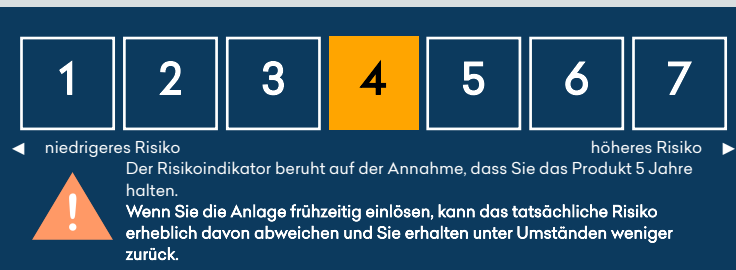 1 2 3 4 5 6 7
◄ niedrigeres Risiko höheres Risiko ►
Der Risikoindikator beruht auf der Annahme, dass Sie das Produkt 5 Jahre
halten.
!
Wenn Sie die Anlage frühzeitig einlösen, kann das tatsächliche Risiko
erheblich davon abweichen und Sie erhalten unter Umständen weniger
zurück.